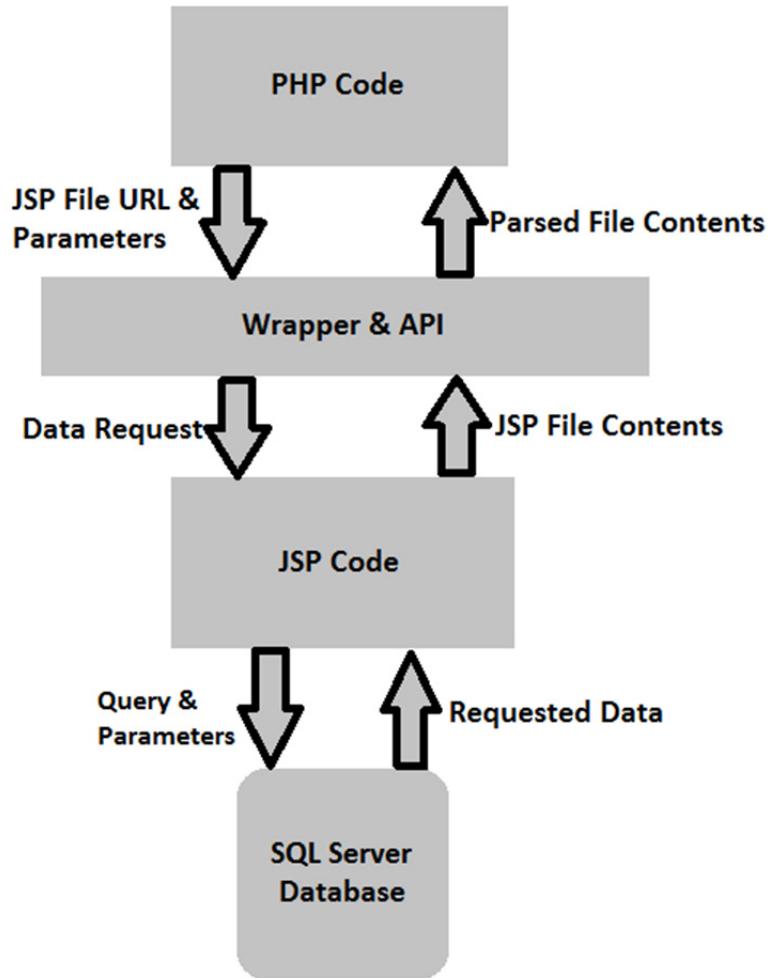 PHP Code
JSP File URL &
Parameters
Parsed File Contents
Wrapper & API
Data Request
JSP File Contents
JSP Code
Query &
Parameters
Requested Data
SQL Server
Database